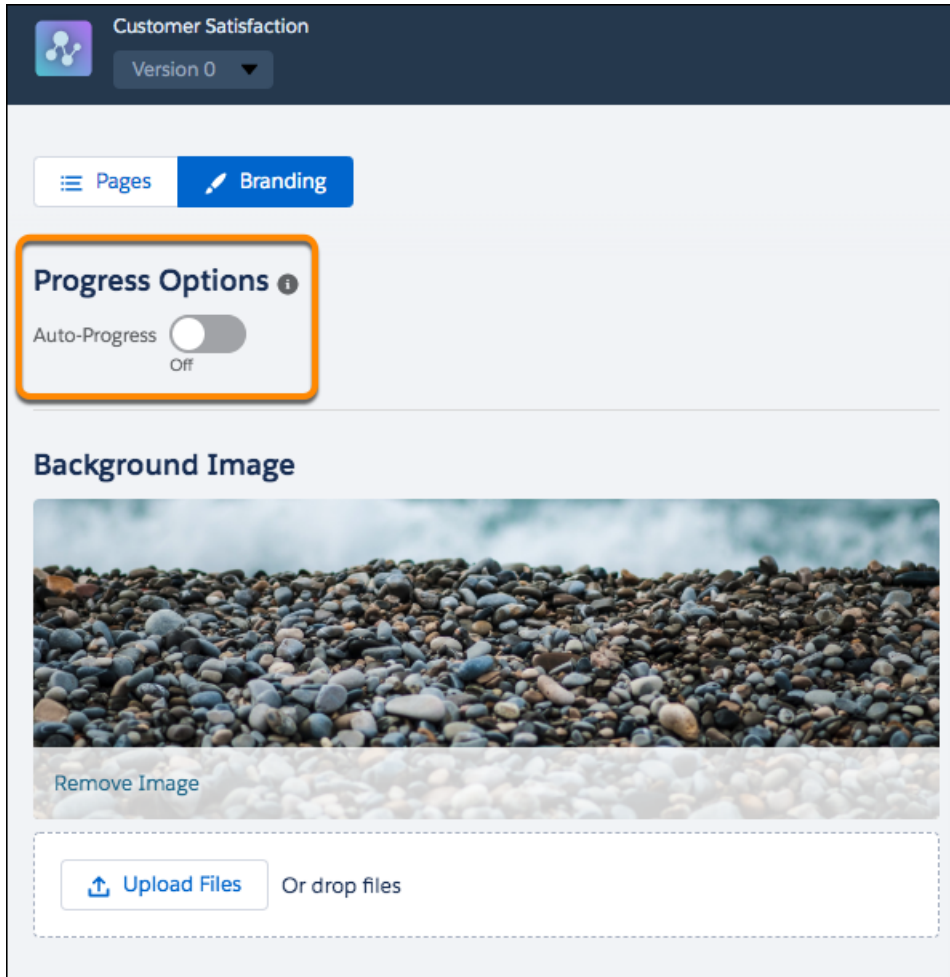 Customer Satisfaction
Version 0
Pages
Branding
Progress Options
Auto-Progress
Off
Background Image
Remove Image
Upload Files Or drop files